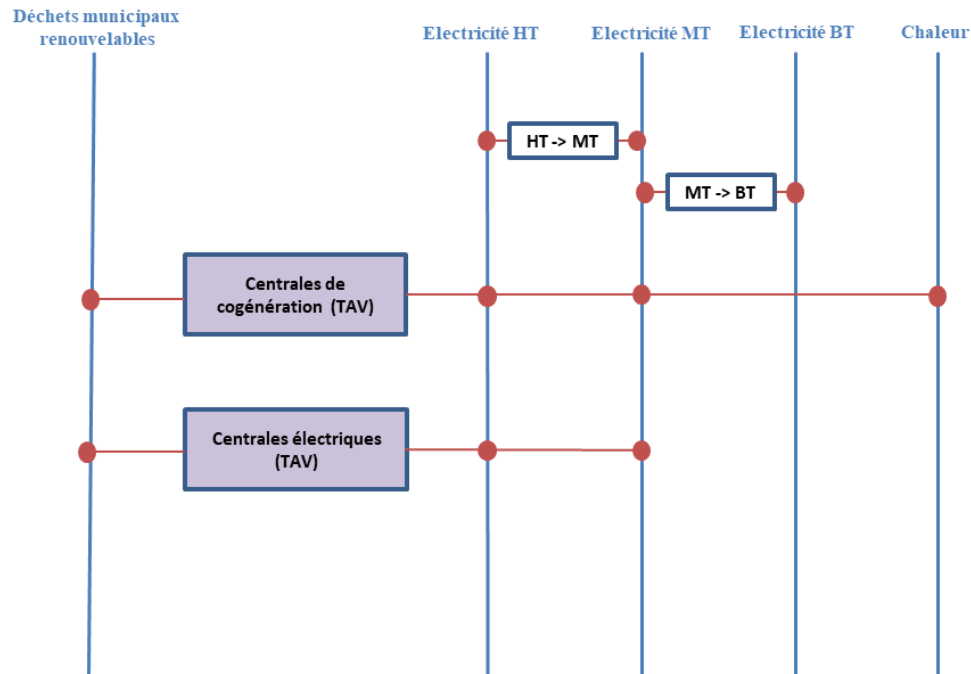 Déchets municipaux
renouvelables
Electricité HT
Electricité MT
Electricité BT
Chaleur
HT -> MT
MT -> BT
Centrales de
cogénération (TAV)
Centrales électriques
(TAV)